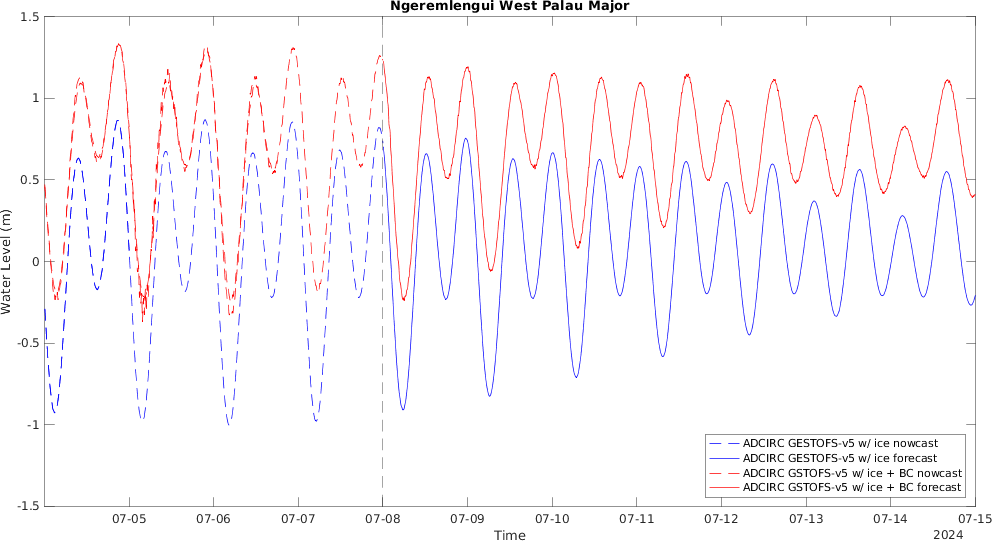 Ngeremlengui West Palau Major
1.5
1
0.5
0
-0.5
-1
-1.5
Water Level (m)
ADCIRC GESTOFS-v5 w/ ice nowcast
ADCIRC GESTOFS-v5 w/ ice forecast
ADCIRC GSTOFS-v5 w/ ice + BC nowcast
ADCIRC GSTOFS-v5 w/ ice + BC forecast
07-05 07-06 07-07 07-08 07-09 07-10 07-11 07-12 07-13 07-14 07-15
Time
2024